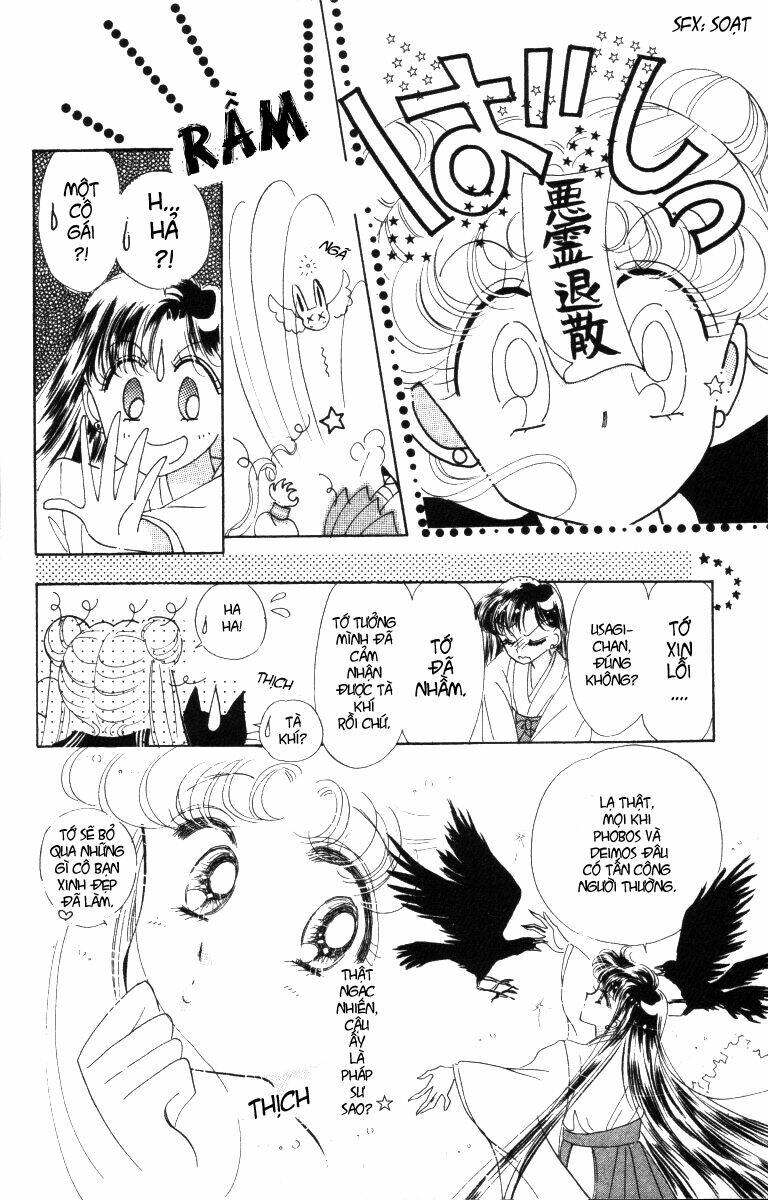 SFX: SOẠT
ばしっ
悪霊退散
RẦM
NGÃ
H...
HẢ
?!
MỘT
CÔ
GÁI
?!
TỚ
XIN
LỖI
....
USAGI-
CHAN,
ĐÚNG
KHÔNG?
TỚ
ĐÃ
NHẦM.
TỚ TƯỞNG
MÌNH ĐÃ
CẢM
NHẬN
ĐƯỢC TÀ
KHÍ
RỒI CHỨ.
HA
HA!
THỊCH
TÀ
KHÍ?
LẠ THẬT,
MỌI KHI
PHOBOS VÀ
DEIMOS ĐÂU
CÓ TẤN CÔNG
NGƯỜI THƯỜNG.
TỚ SẼ BỎ
QUA NHỮNG
GÌ CÔ BẠN
XINH ĐẸP
ĐÃ LÀM.
THẬT
NGẠC
NHIÊN,
CẬU
ẤY
LÀ
PHÁP
SƯ
SAO?
THỊCH